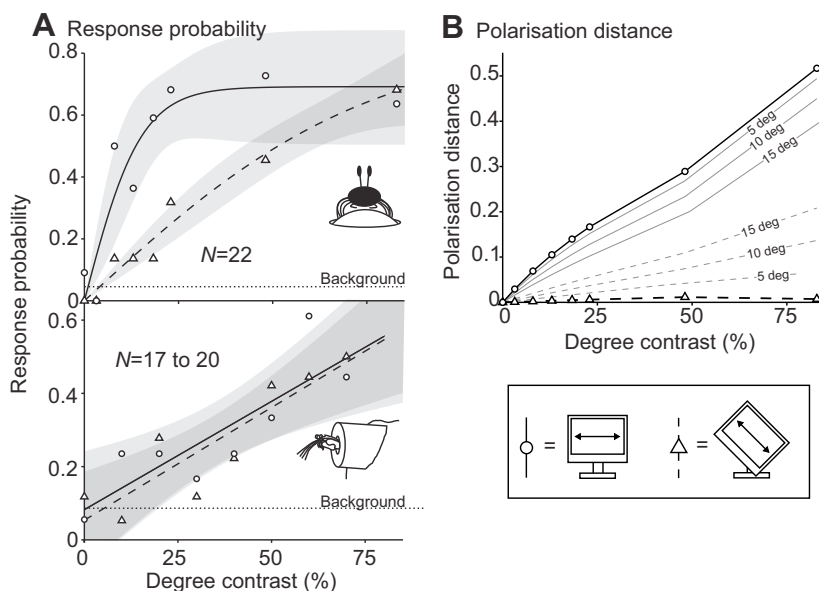 A Response probability
Response probability
0.8
0.6
0.4
0.2
0
N=22
Background
0.6
0.4
0.2
0
N=17 to 20
Background
0 25 50 75
Degree contrast (%)
B Polarisation distance
Polarisation distance
0.5
0.3
0.2
0.1
0
5 deg
10 deg
15 deg
15 deg
10 deg
5 deg
0 25 50 75
Degree contrast (%)
=
=